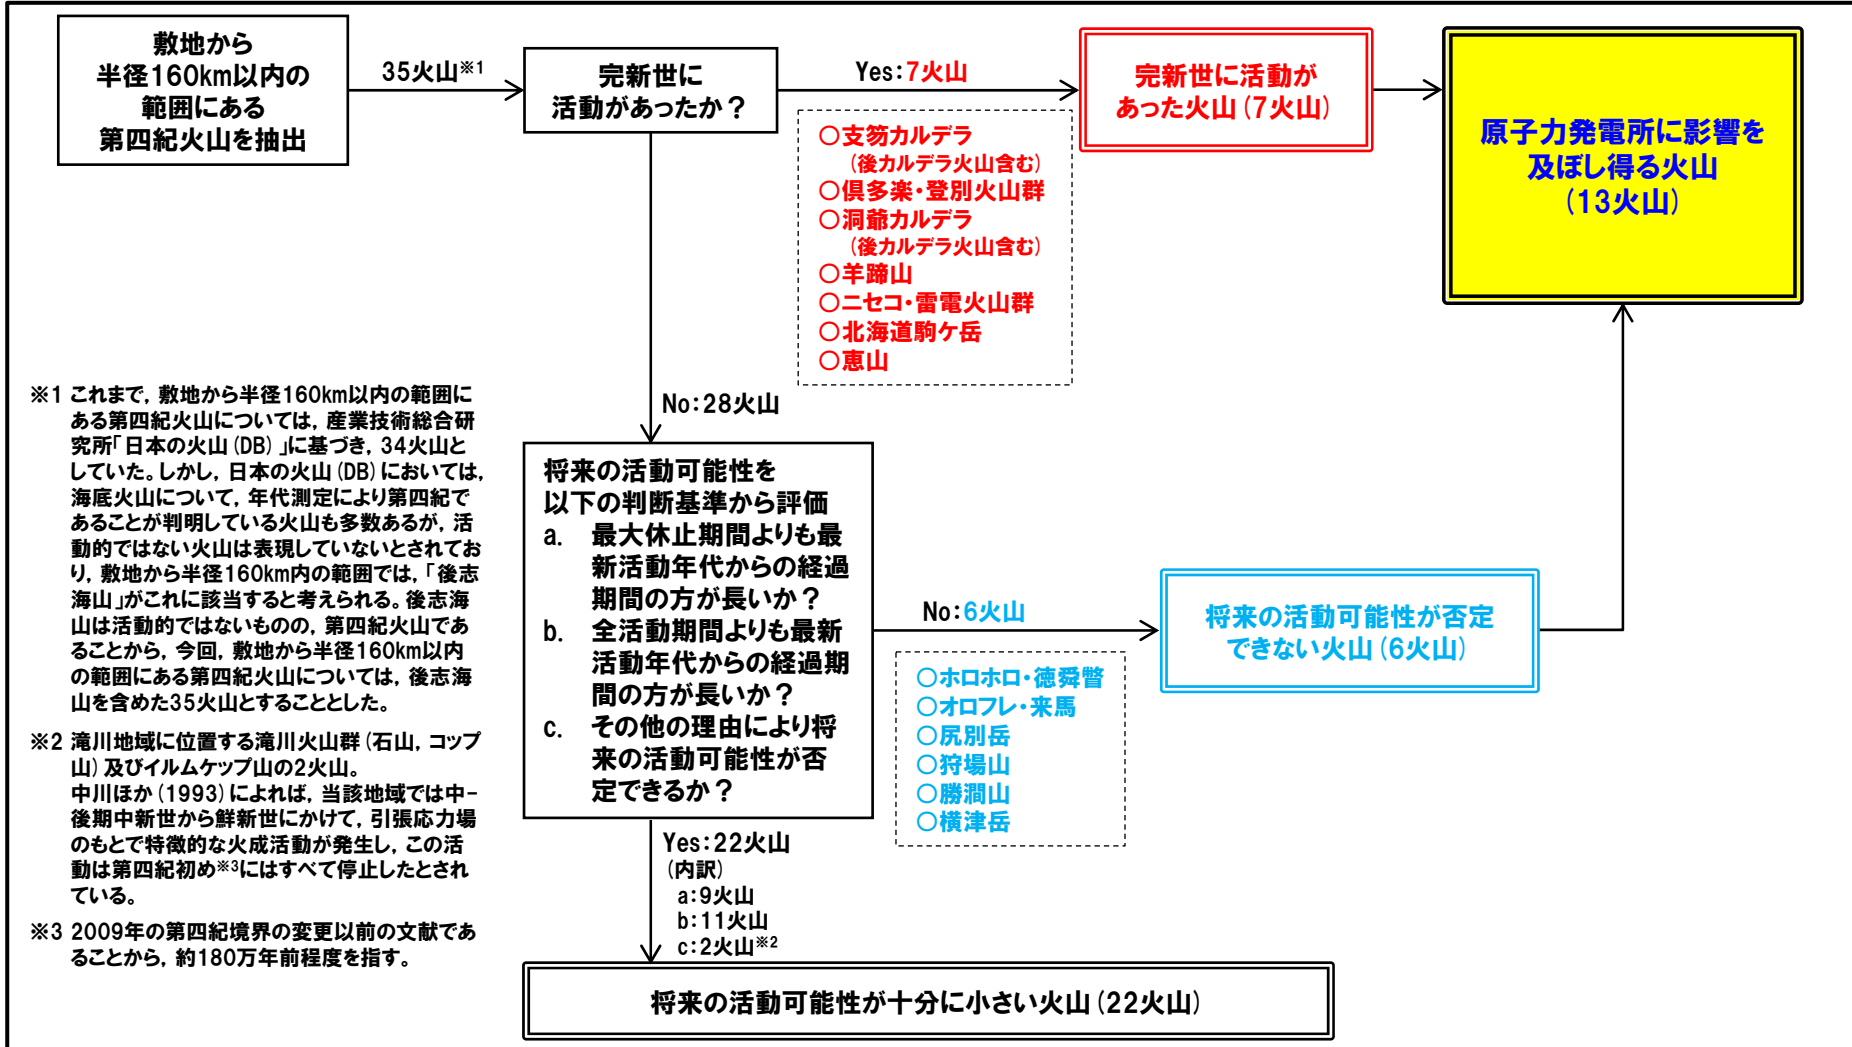 敷地から
半径160km以内の
範囲にある
第四紀火山を抽出
35火山※1
完新世に
活動があったか？
Yes：7火山
完新世に活動が
あった火山（7火山）
原子力発電所に影響を
及ぼし得る火山
（13火山）
○支笏カルデラ
（後カルデラ火山含む）
○倶多楽・登別火山群
○洞爺カルデラ
（後カルデラ火山含む）
○羊蹄山
○ニセコ・雷電火山群
○北海道駒ケ岳
○恵山
No：28火山
将来の活動可能性を
以下の判断基準から評価
a. 最大休止期間よりも最
新活動年代からの経過
期間の方が長いか？
b. 全活動期間よりも最新
活動年代からの経過期
間の方が長いか？
c. その他の理由により将
来の活動可能性が否
定できるか？
No：6火山
将来の活動可能性が否定
できない火山（6火山）
○ホロホロ・徳舜瞥
○オロフレ・来馬
○尻別岳
○狩場山
○勝澗山
○横津岳
Yes：22火山
（内訳）
a：9火山
b：11火山
c：2火山※2
将来の活動可能性が十分に小さい火山（22火山）
※1 これまで，敷地から半径160km以内の範囲に
ある第四紀火山については，産業技術総合研
究所「日本の火山（DB）」に基づき，34火山と
していた。しかし，日本の火山（DB）においては，
海底火山について，年代測定により第四紀で
あることが判明している火山も多数あるが，活
動的ではない火山は表現していないとされてお
り，敷地から半径160km内の範囲では，「後志
海山」がこれに該当すると考えられる。後志海
山は活動的ではないものの，第四紀火山であ
ることから，今回，敷地から半径160km以内
の範囲にある第四紀火山については，後志海
山を含めた35火山とすることとした。
※2 滝川地域に位置する滝川火山群（石山，コップ
山）及びイルムケップ山の2火山。
中川ほか（1993）によれば，当該地域では中－
後期中新世から鮮新世にかけて，引張応力場
のもとで特徴的な火成活動が発生し，この活
動は第四紀初め※3にはすべて停止したとされ
ている。
※3 2009年の第四紀境界の変更以前の文献であ
ることから，約180万年前程度を指す。